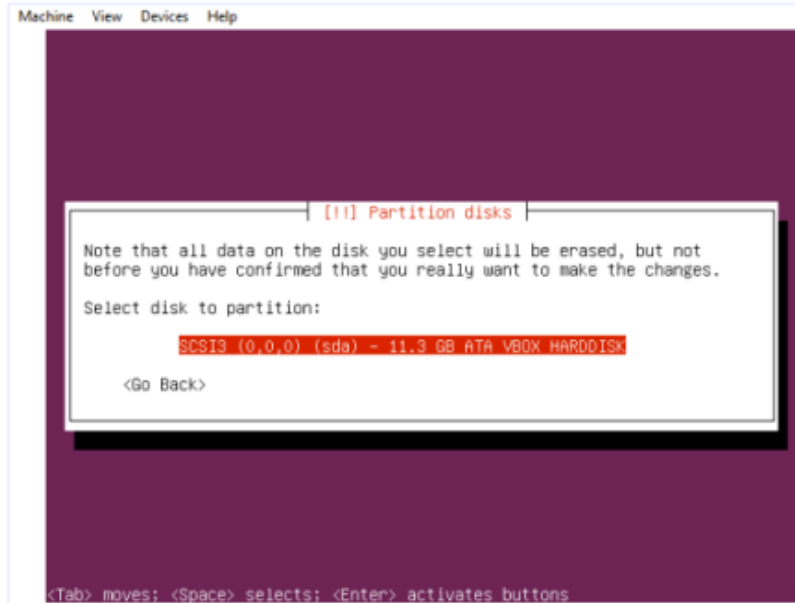 Machine View Devices Help
[!!] Partition disks
Note that all data on the disk you select will be erased, but not
before you have confirmed that you really want to make the changes.
Select disk to partition:
SCSI3 (0,0,0) (sda) - 11.3 GB ATA VBOX HARDDISK
<Go Back>
<Tab> moves; <Space> selects; <Enter> activates buttons